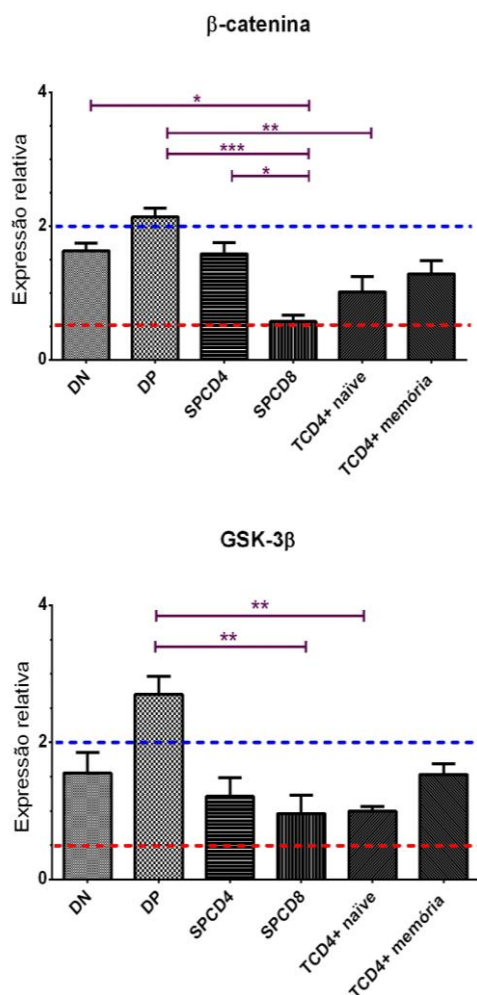 β-catenina
Expressão relativa
4
2
0
*
**
***
*
DN
DP
SPCD4
SPCD8
TCD4+ naïve
TCD4+ memória
GSK-3β
Expressão relativa
4
2
0
**
**
DN
DP
SPCD4
SPCD8
TCD4+ naïve
TCD4+ memória